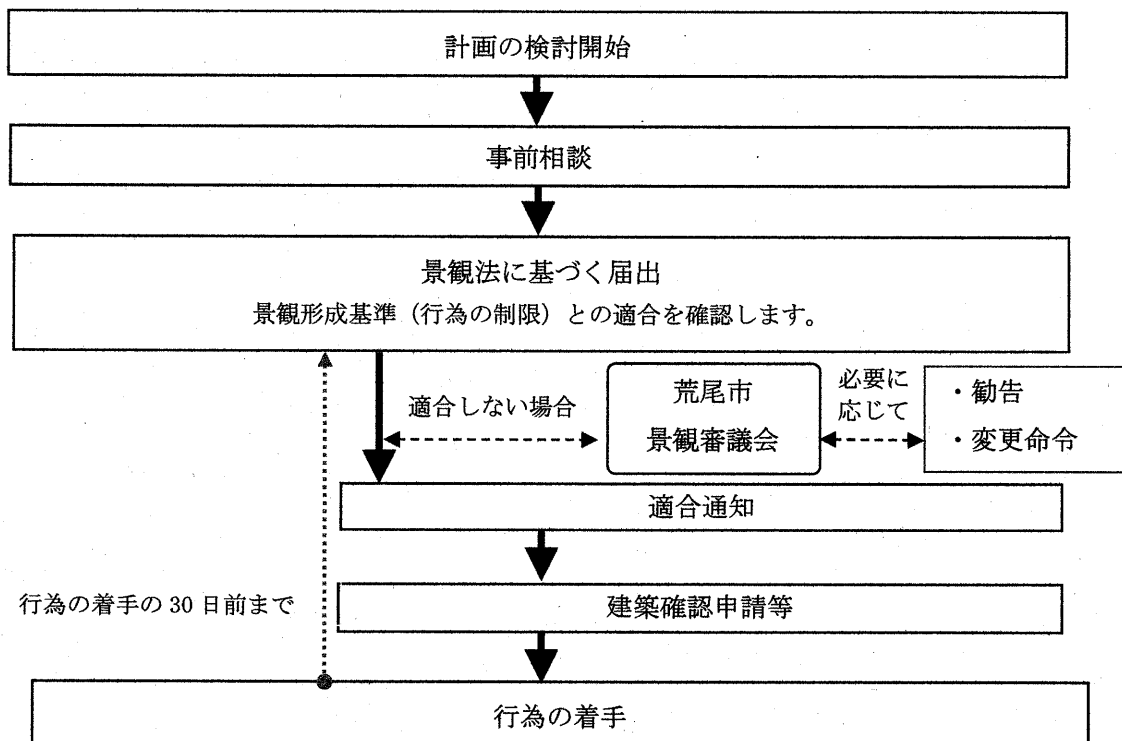 計画の検討開始
事前相談
景観法に基づく届出
景観形成基準（行為の制限）との適合を確認します。
適合しない場合
荒尾市
景観審議会
必要に
応じて
・勧告
・変更命令
適合通知
行為の着手の 30 日前まで
建築確認申請等
行為の着手